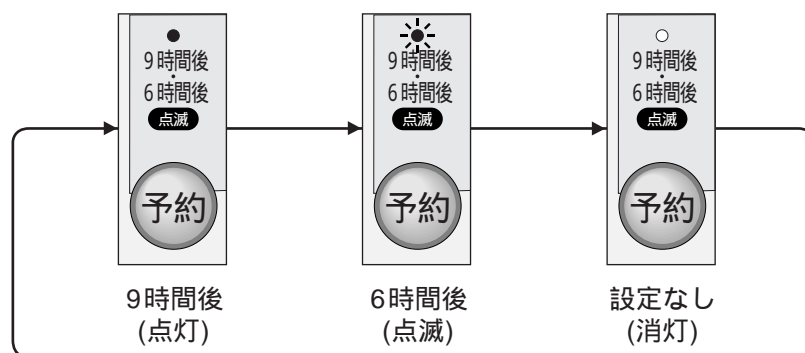 9時間後
・
6時間後
点滅
予約
9時間後
(点灯)
9時間後
・
6時間後
点滅
予約
6時間後
(点滅)
9時間後
・
6時間後
点滅
予約
設定なし
(消灯)